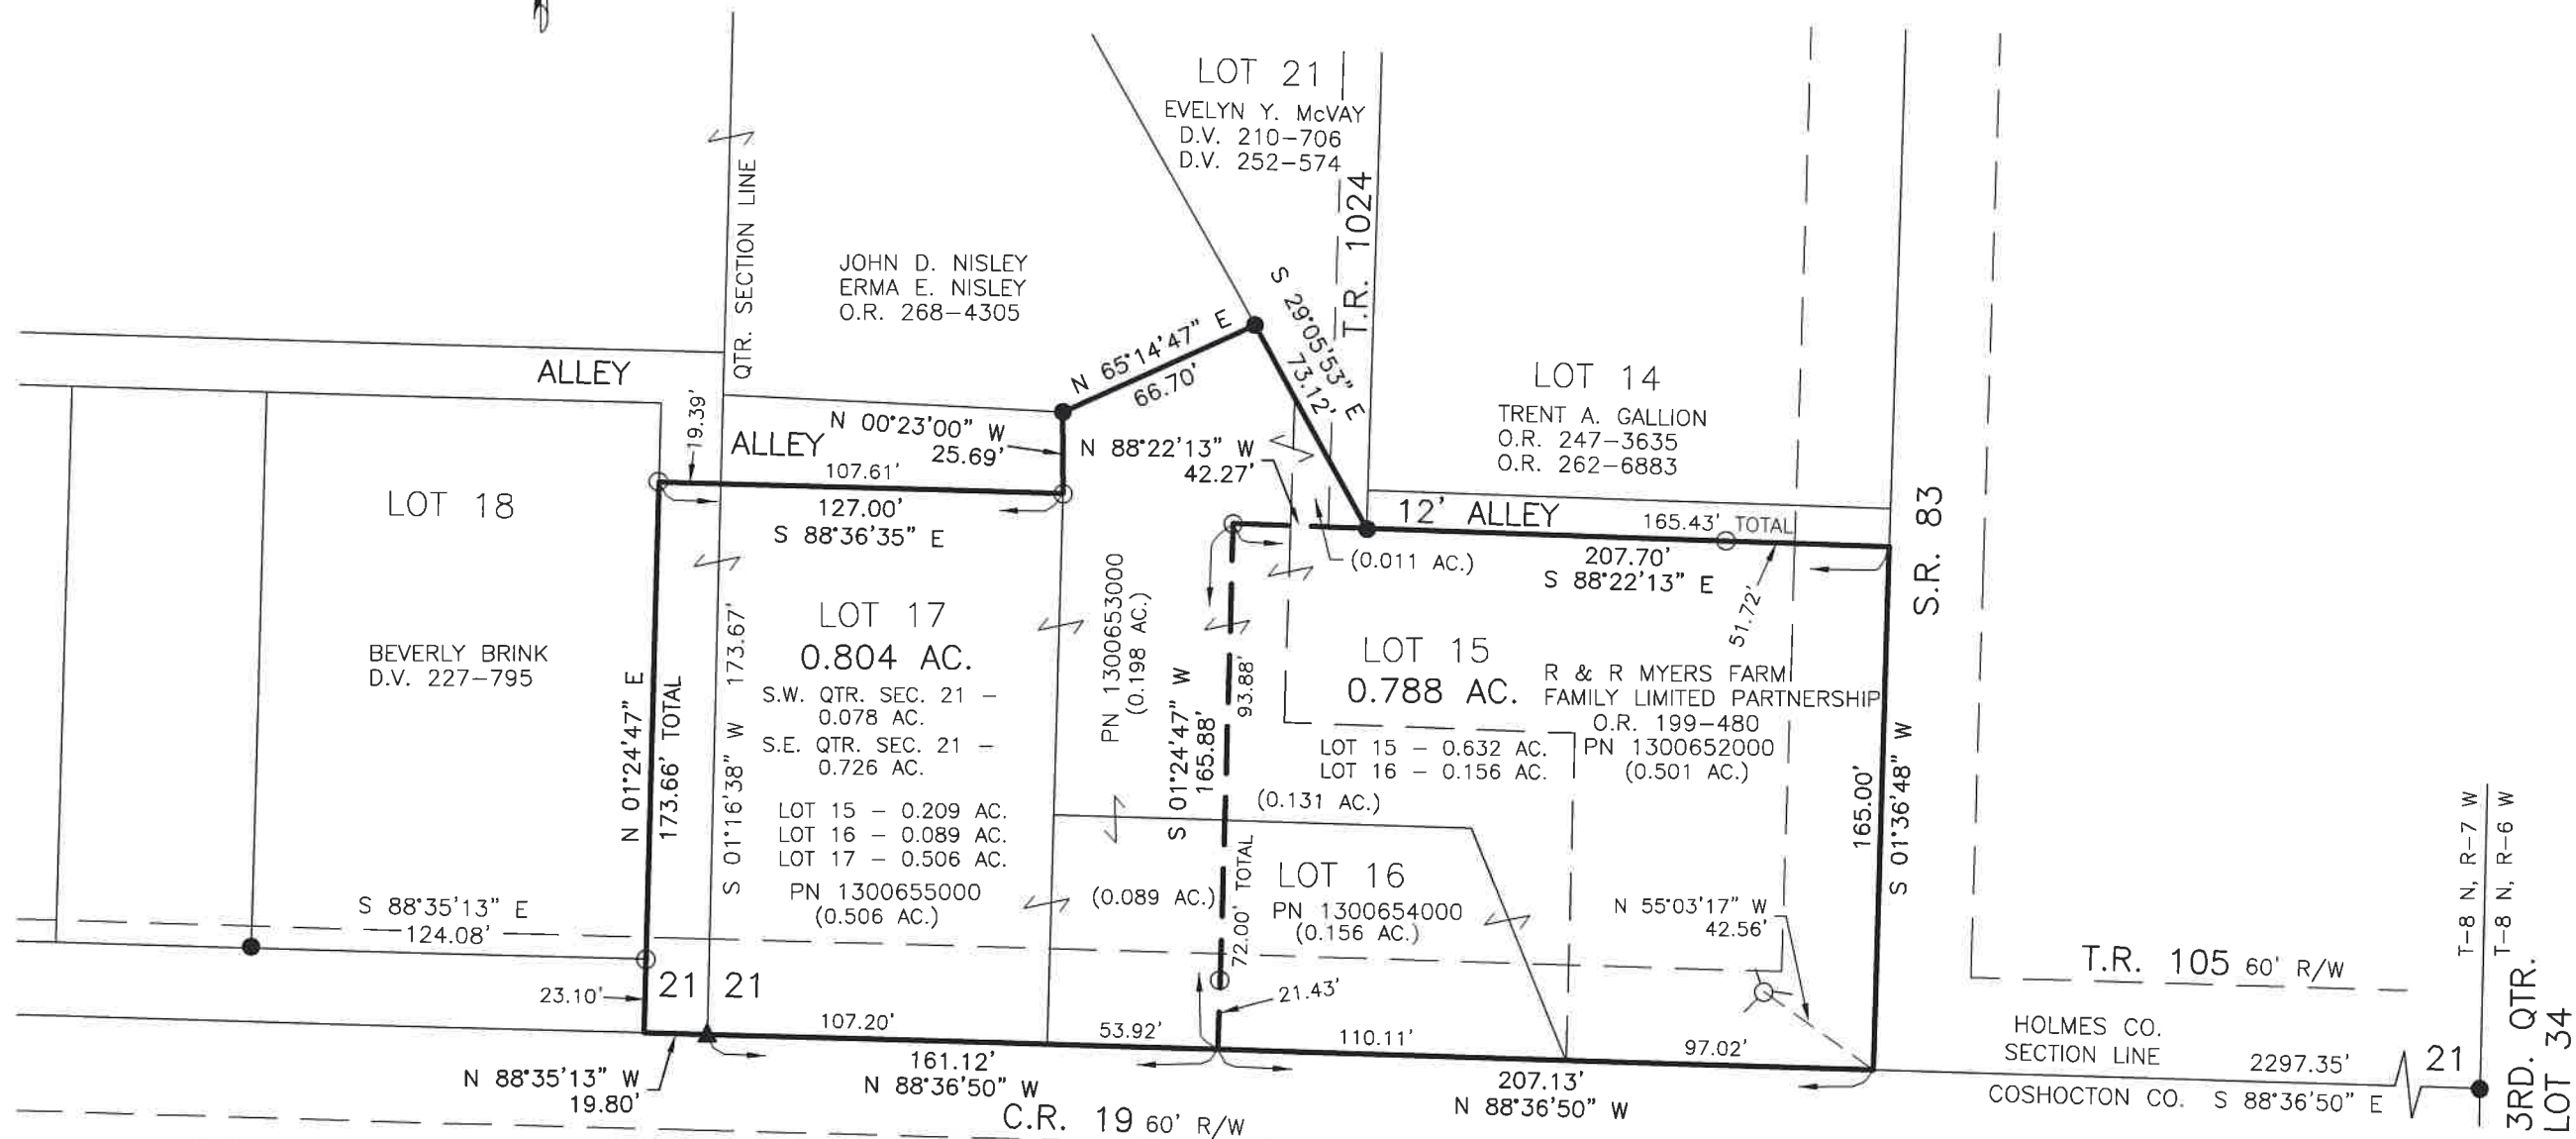 LOT 21
EVELYN Y. McVAY
D.V. 210-706
D.V. 252-574
T.R. 1024
QTR. SECTION LINE
JOHN D. NISLEY
ERMA E. NISLEY
O.R. 268-4305
ALLEY
19.39'
ALLEY
N 00°23'00" W
25.69'
107.61'
127.00'
S 88°36'35" E
N 65°14'47" E
66.70'
S 29°05'53" E
73.12'
N 88°22'13" W
42.27'
LOT 14
TRENT A. GALLION
O.R. 247-3635
O.R. 262-6883
12' ALLEY
165.43' TOTAL
207.70'
S 88°22'13" E
51.72'
(0.011 AC.)
S.R. 83
LOT 18
BEVERLY BRINK
D.V. 227-795
N 01°24'47" E
173.66' TOTAL
S 01°16'38" W 173.67'
LOT 17
0.804 AC.
S.W. QTR. SEC. 21 -
0.078 AC.
S.E. QTR. SEC. 21 -
0.726 AC.
LOT 15 - 0.209 AC.
LOT 16 - 0.089 AC.
LOT 17 - 0.506 AC.
PN 1300655000
(0.506 AC.)
PN 1300653000
(0.198 AC.)
S 01°24'47" W
165.88'
93.88'
72.00' TOTAL
LOT 15
0.788 AC.
R & R MYERS FARM
FAMILY LIMITED PARTNERSHIP
O.R. 199-480
PN 1300652000
(0.501 AC.)
LOT 15 - 0.632 AC.
LOT 16 - 0.156 AC.
(0.131 AC.)
165.00'
S 01°36'48" W
(0.089 AC.)
LOT 16
PN 1300654000
(0.156 AC.)
N 55°03'17" W
42.56'
S 88°35'13" E
124.08'
23.10'
21 21
107.20'
53.92'
21.43'
110.11'
97.02'
N 88°35'13" W
19.80'
161.12'
N 88°36'50" W
207.13'
N 88°36'50" W
C.R. 19 60' R/W
T.R. 105 60' R/W
HOLMES CO.
SECTION LINE
2297.35'
21
COSHOCTON CO. S 88°36'50" E
T-8 N, R-7 W
T-8 N, R-6 W
3RD. QTR.
LOT 34